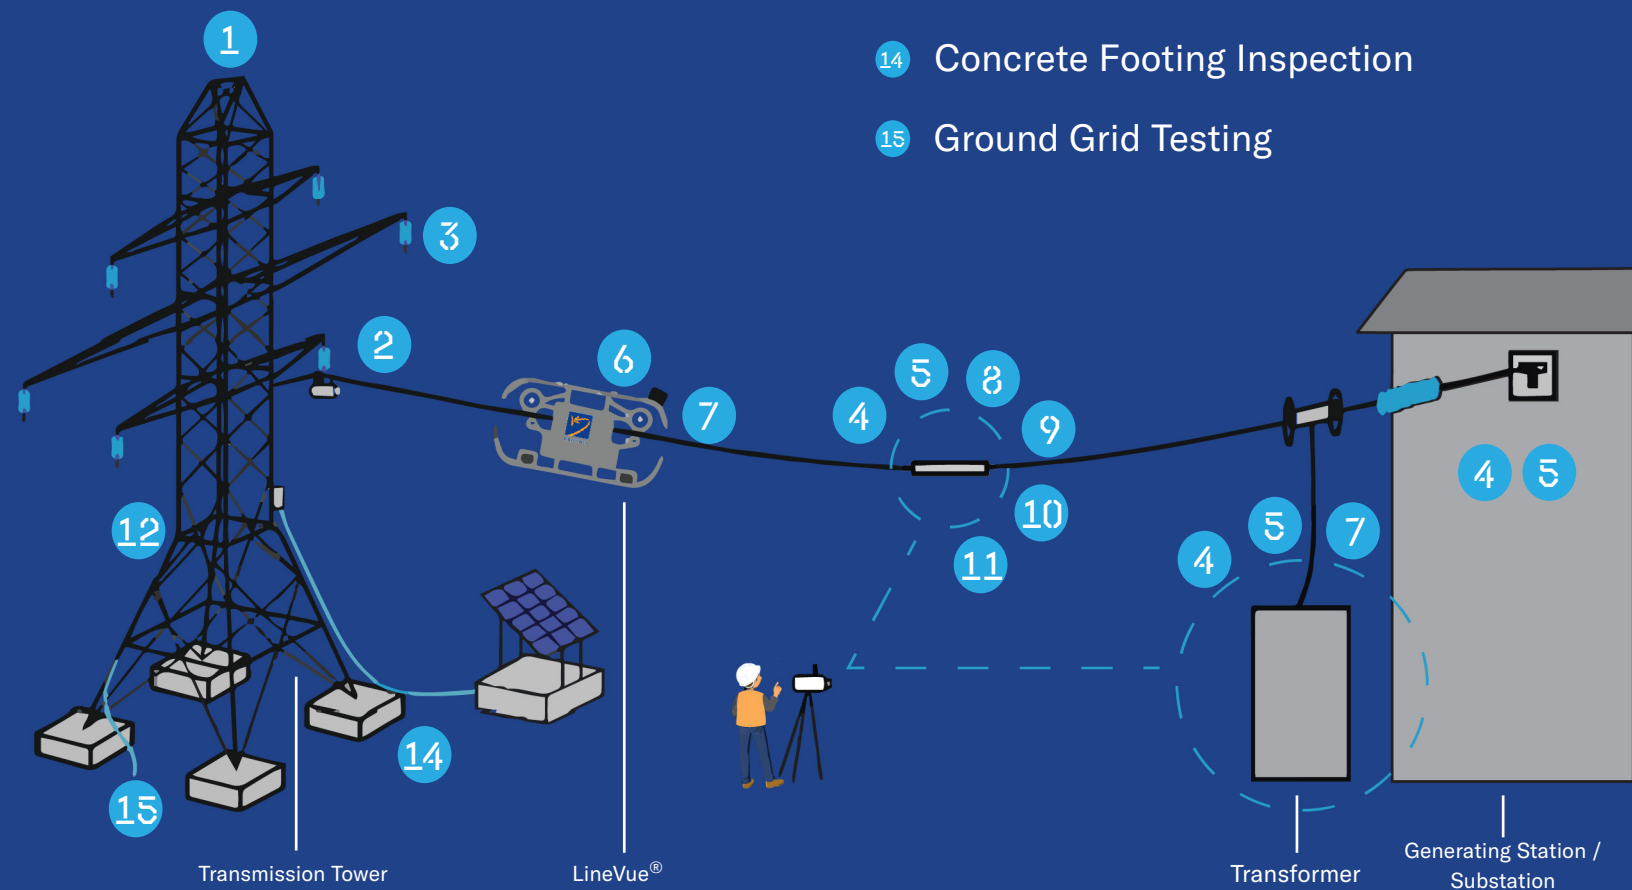 1
14 Concrete Footing Inspection
15 Ground Grid Testing
3
2
6
5
8
7
4
9
4
5
12
10
5
7
11
4
14
15
Transmission Tower
LineVue®
Transformer
Generating Station /
Substation